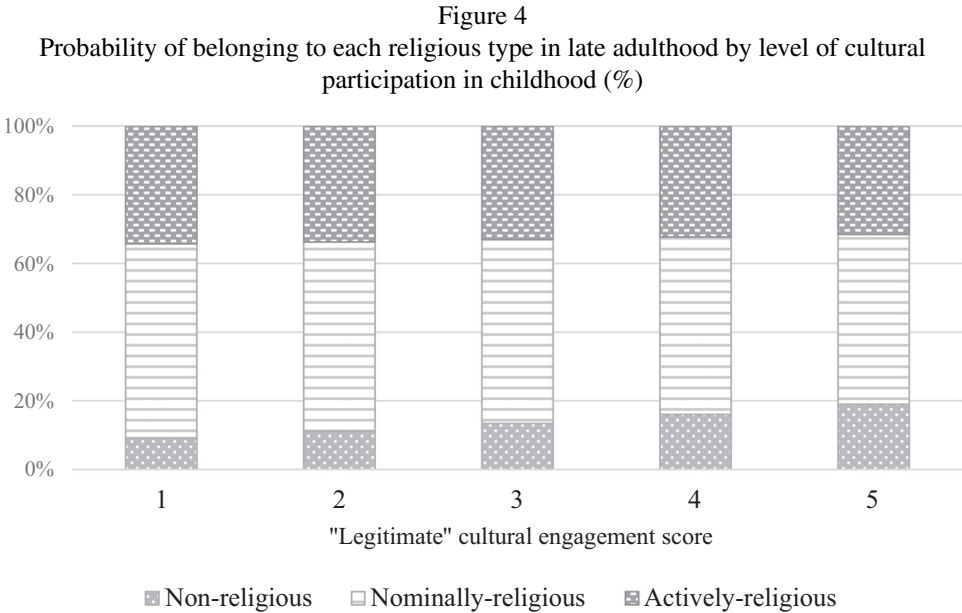 Figure 4
Probability of belonging to each religious type in late adulthood by level of cultural
participation in childhood (%)
100%
80%
60%
40%
20%
0%
1 2 3 4 5
"Legitimate" cultural engagement score
Non-religious Nominally-religious Actively-religious